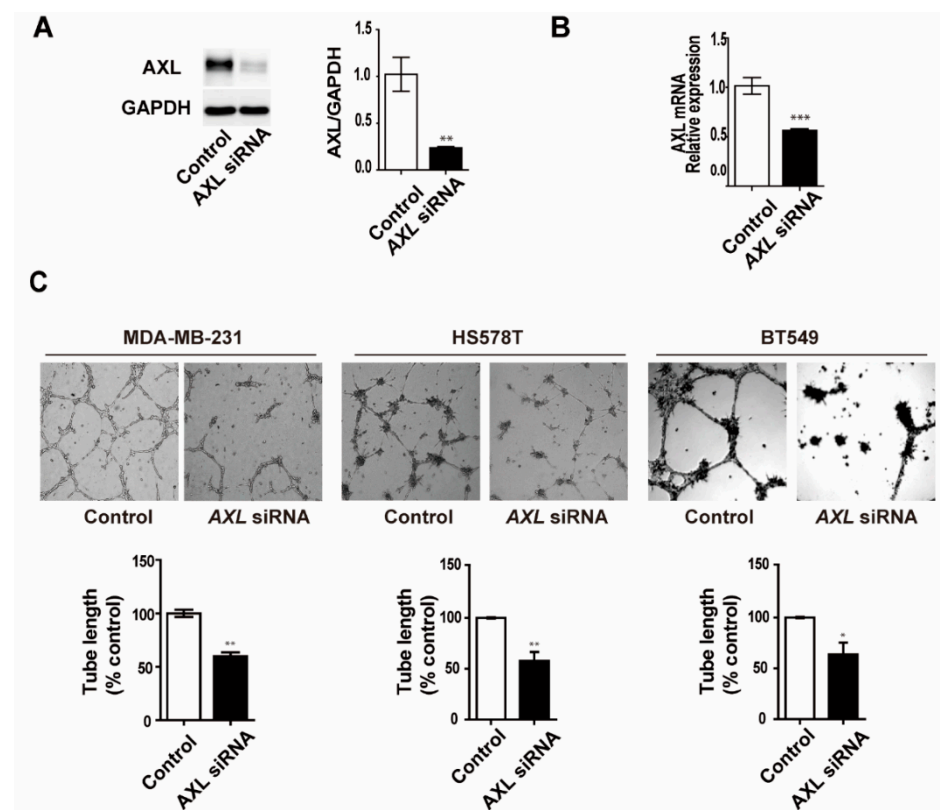 A
AXL
GAPDH
Control
AXL siRNA
AXL/GAPDH
1.5
1.0
0.5
0.0
**
Control
AXL siRNA
B
AXL mRNA
Relative expression
1.5
1.0
0.5
0.0
***
Control
AXL siRNA
C
MDA-MB-231
HS578T
BT549
Control
AXL siRNA
Control
AXL siRNA
Control
AXL siRNA
Tube length
(% control)
150
100
50
0
**
Control
AXL siRNA
Tube length
(% control)
150
100
50
0
**
Control
AXL siRNA
Tube length
(% control)
150
100
50
0
*
Control
AXL siRNA